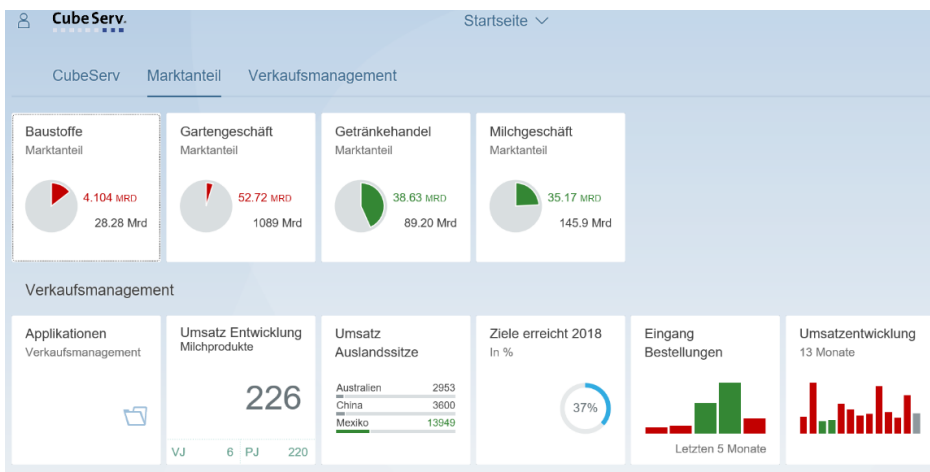 CubeServ.
Startseite
CubeServ Marktanteil Verkaufsmanagement
Baustoffe
Marktanteil
4.104 MRD
28.28 Mrd
Gartengeschäft
Marktanteil
52.72 MRD
1089 Mrd
Getränkehandel
Marktanteil
38.63 MRD
89.20 Mrd
Milchgeschäft
Marktanteil
35.17 MRD
145.9 Mrd
Verkaufsmanagement
Applikationen
Verkaufsmanagement
Umsatz Entwicklung
Milchprodukte
226
VJ 6 PJ 220
Umsatz
Auslandssitze
Australien 2953
China 3600
Mexiko 13949
Ziele erreicht 2018
In %
37%
Eingang
Bestellungen
Letzten 5 Monate
Umsatzentwicklung
13 Monate